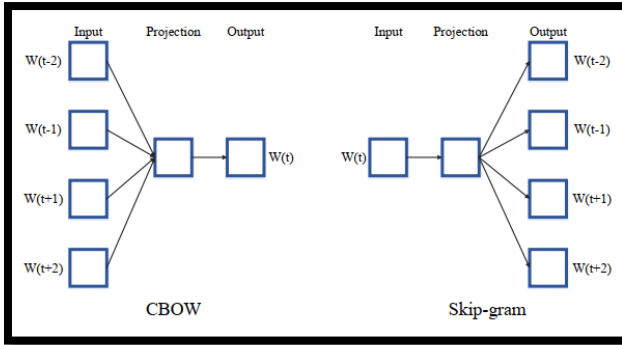 Input Projection Output Input Projection Output
W(t-2) W(t-2)
W(t-1) W(t-1)
W(t) W(t)
W(t+1) W(t+1)
W(t+2) W(t+2)
CBOW Skip-gram